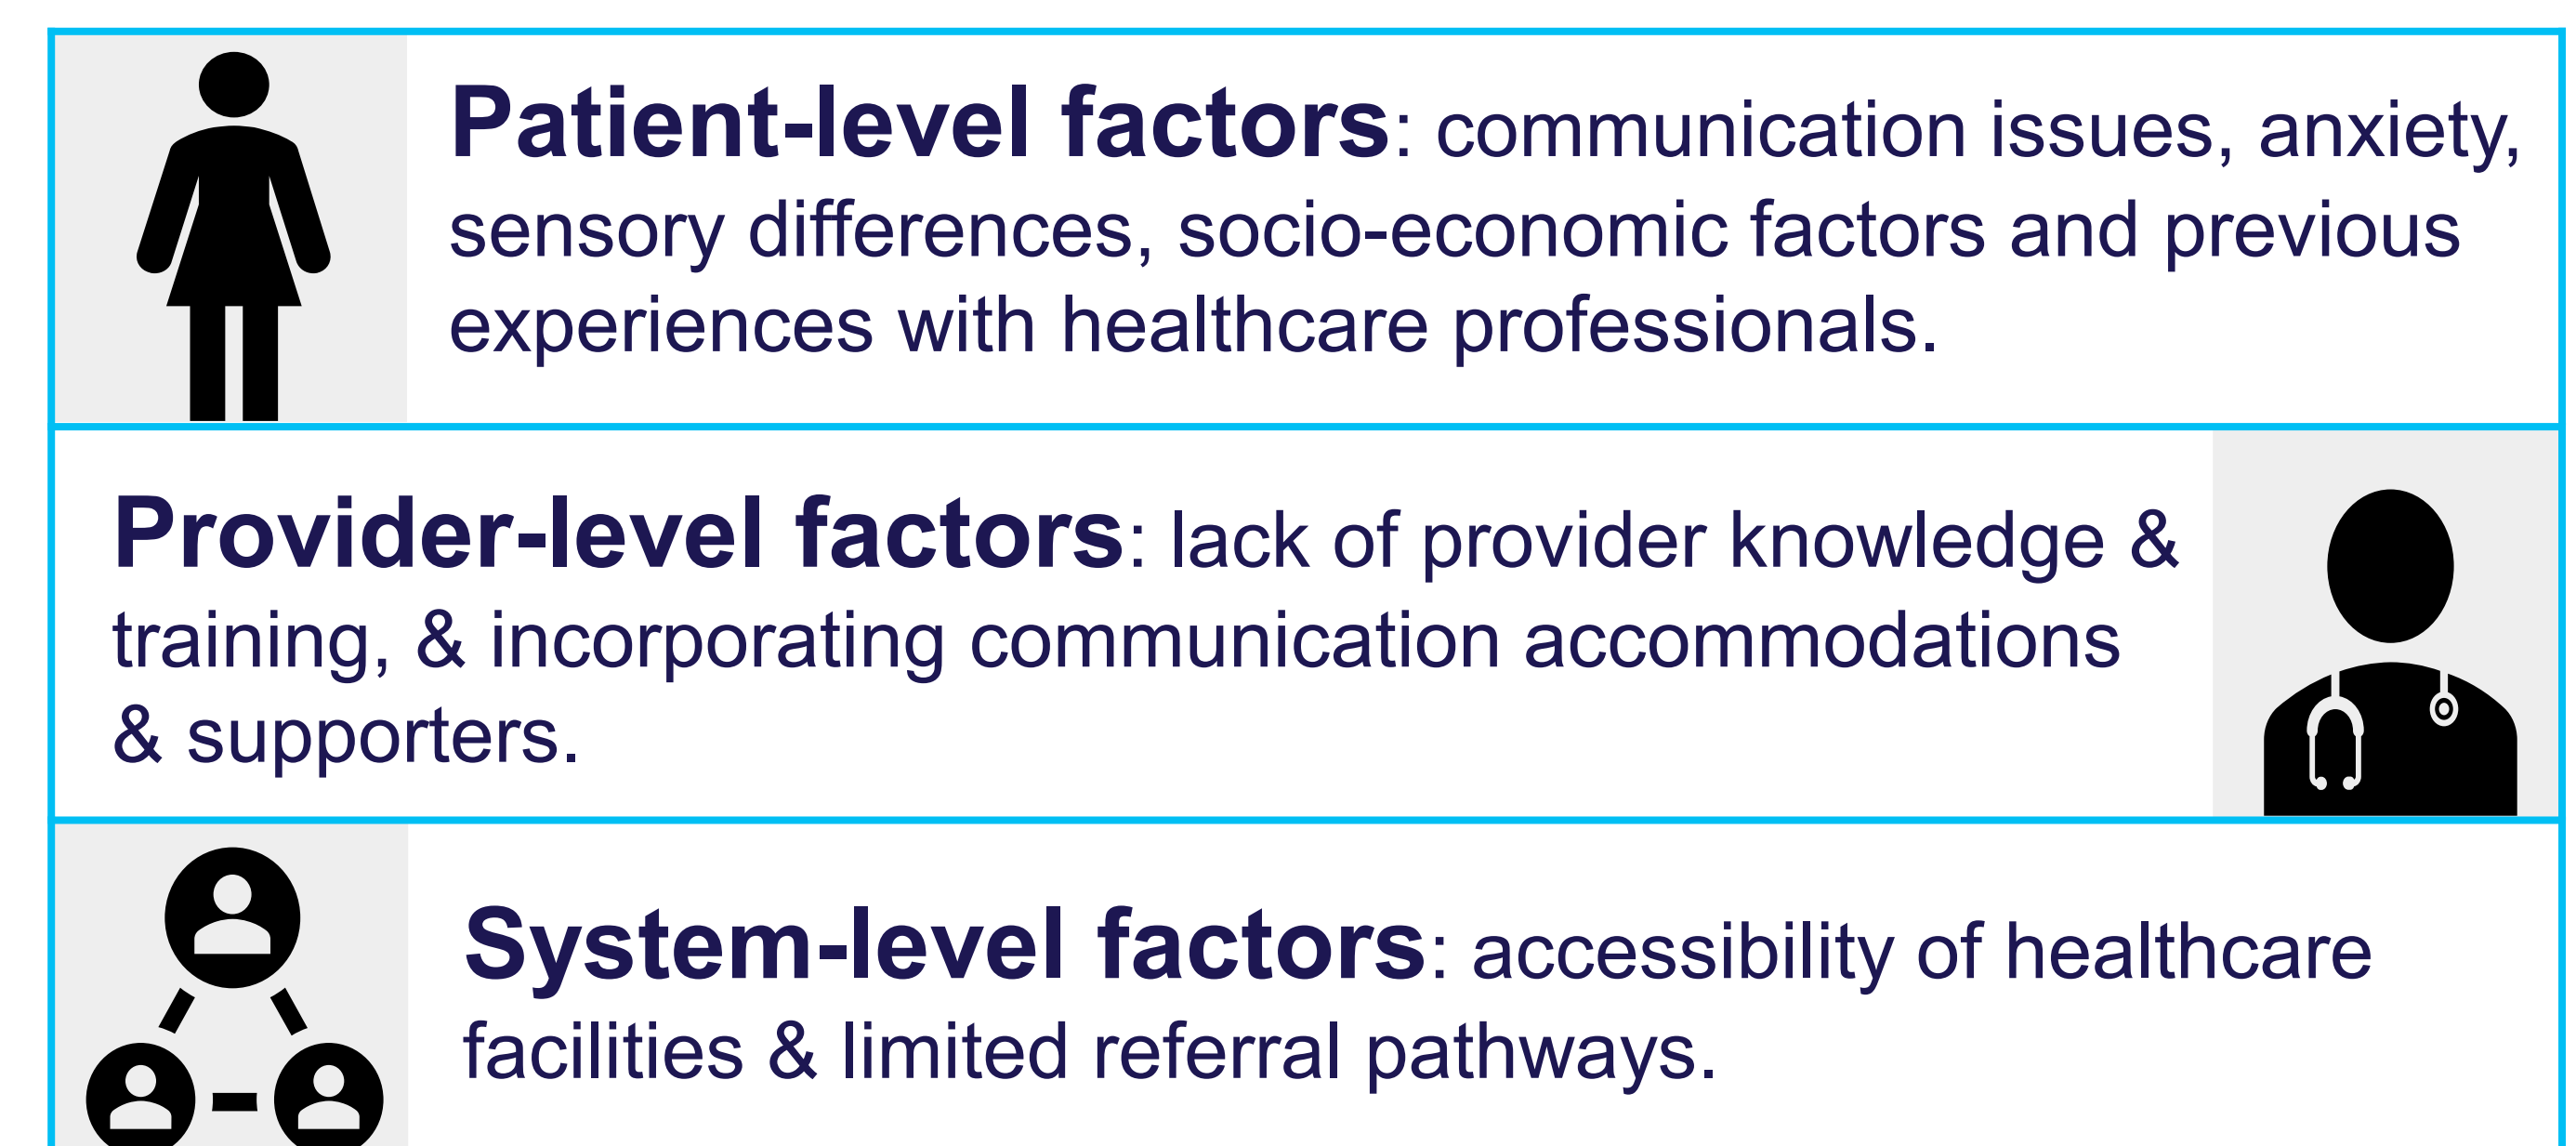 Patient-level factors: communication issues, anxiety,
sensory differences, socio-economic factors and previous
experiences with healthcare professionals.
Provider-level factors: lack of provider knowledge &
training, & incorporating communication accommodations
& supporters.
System-level factors: accessibility of healthcare
facilities & limited referral pathways.